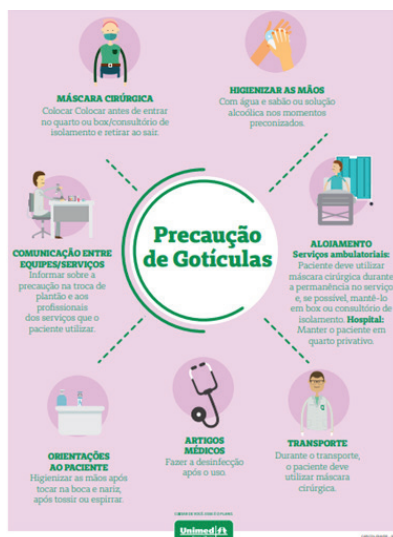 MÁSCARA CIRÚRGICA
Colocar Colocar antes de entrar
no quarto ou box/consultório de
isolamento e retirar ao sair.
HIGIENIZAR AS MÃOS
Com água e sabão ou solução
alcoólica nos momentos
preconizados.
COMUNICAÇÃO ENTRE
EQUIPES/SERVIÇOS
Informar sobre a
precaução na troca de
plantão e aos
profissionais
dos serviços que o
paciente utilizar.
Precaução
de Gotículas
ALOJAMENTO
Serviços ambulatoriais:
Paciente deve utilizar
máscara cirúrgica durante
a permanência no serviço
e, se possível, mantê-lo
em box ou consultório de
isolamento. Hospital:
Manter o paciente em
quarto privativo.
ORIENTAÇÕES
AO PACIENTE
Higienizar as mãos após
tocar na boca e nariz,
após tossir ou espirrar.
ARTIGOS
MÉDICOS
Fazer a desinfecção
após o uso.
TRANSPORTE
Durante o transporte,
o paciente deve
utilizar máscara
cirúrgica.
Unimed